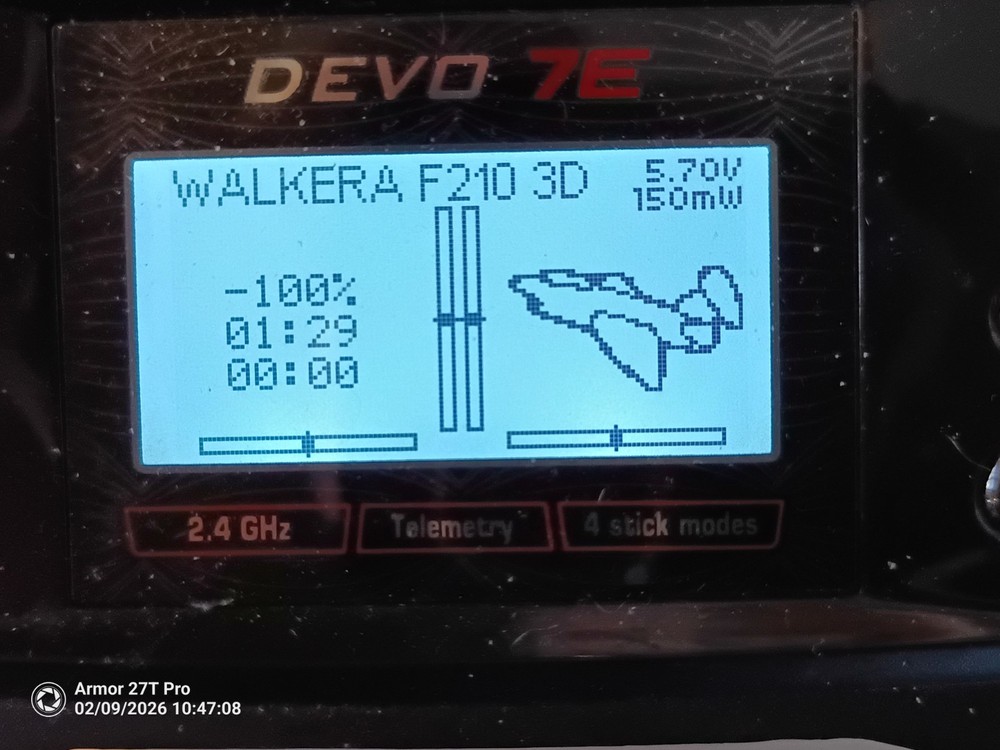 DEVO 7E
WALKERA F210 3D
5.70V
150mW
-100%
01:29
00:00
2.4 GHz
Telemetry
4 stick modes
Armor 27T Pro
02/09/2026 10:47:08